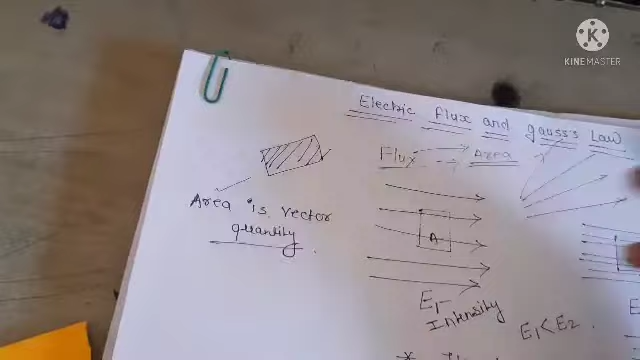 KINEMASTER
Electric flux and gauss's Law
Flux
Area
Area is vector
quantity
A
E1-
Intensity
E1 < E2